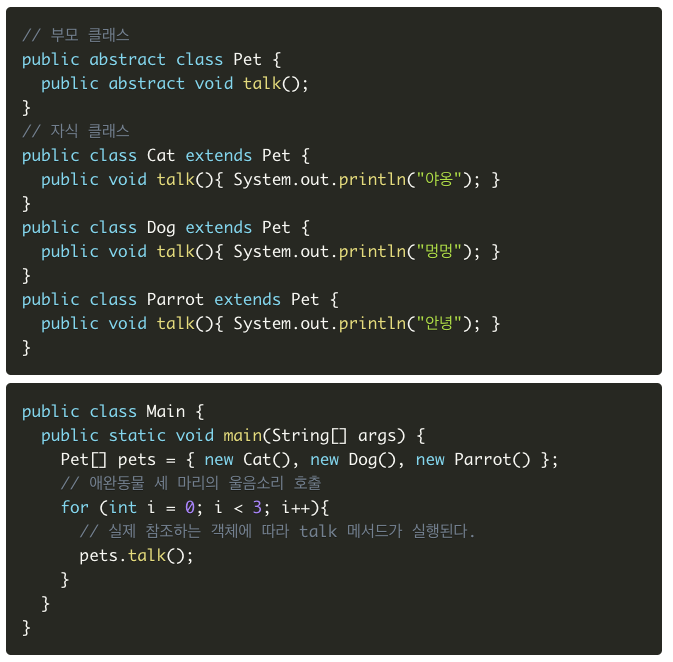 // 부모 클래스
public abstract class Pet {
  public abstract void talk();
}
// 자식 클래스
public class Cat extends Pet {
  public void talk(){ System.out.println("야옹"); }
}
public class Dog extends Pet {
  public void talk(){ System.out.println("멍멍"); }
}
public class Parrot extends Pet {
  public void talk(){ System.out.println("안녕"); }
}
public class Main {
  public static void main(String[] args) {
    Pet[] pets = { new Cat(), new Dog(), new Parrot() };
    // 애완동물 세 마리의 울음소리 호출
    for (int i = 0; i < 3; i++){
      // 실제 참조하는 객체에 따라 talk 메서드가 실행된다.
      pets.talk();
    }
  }
}